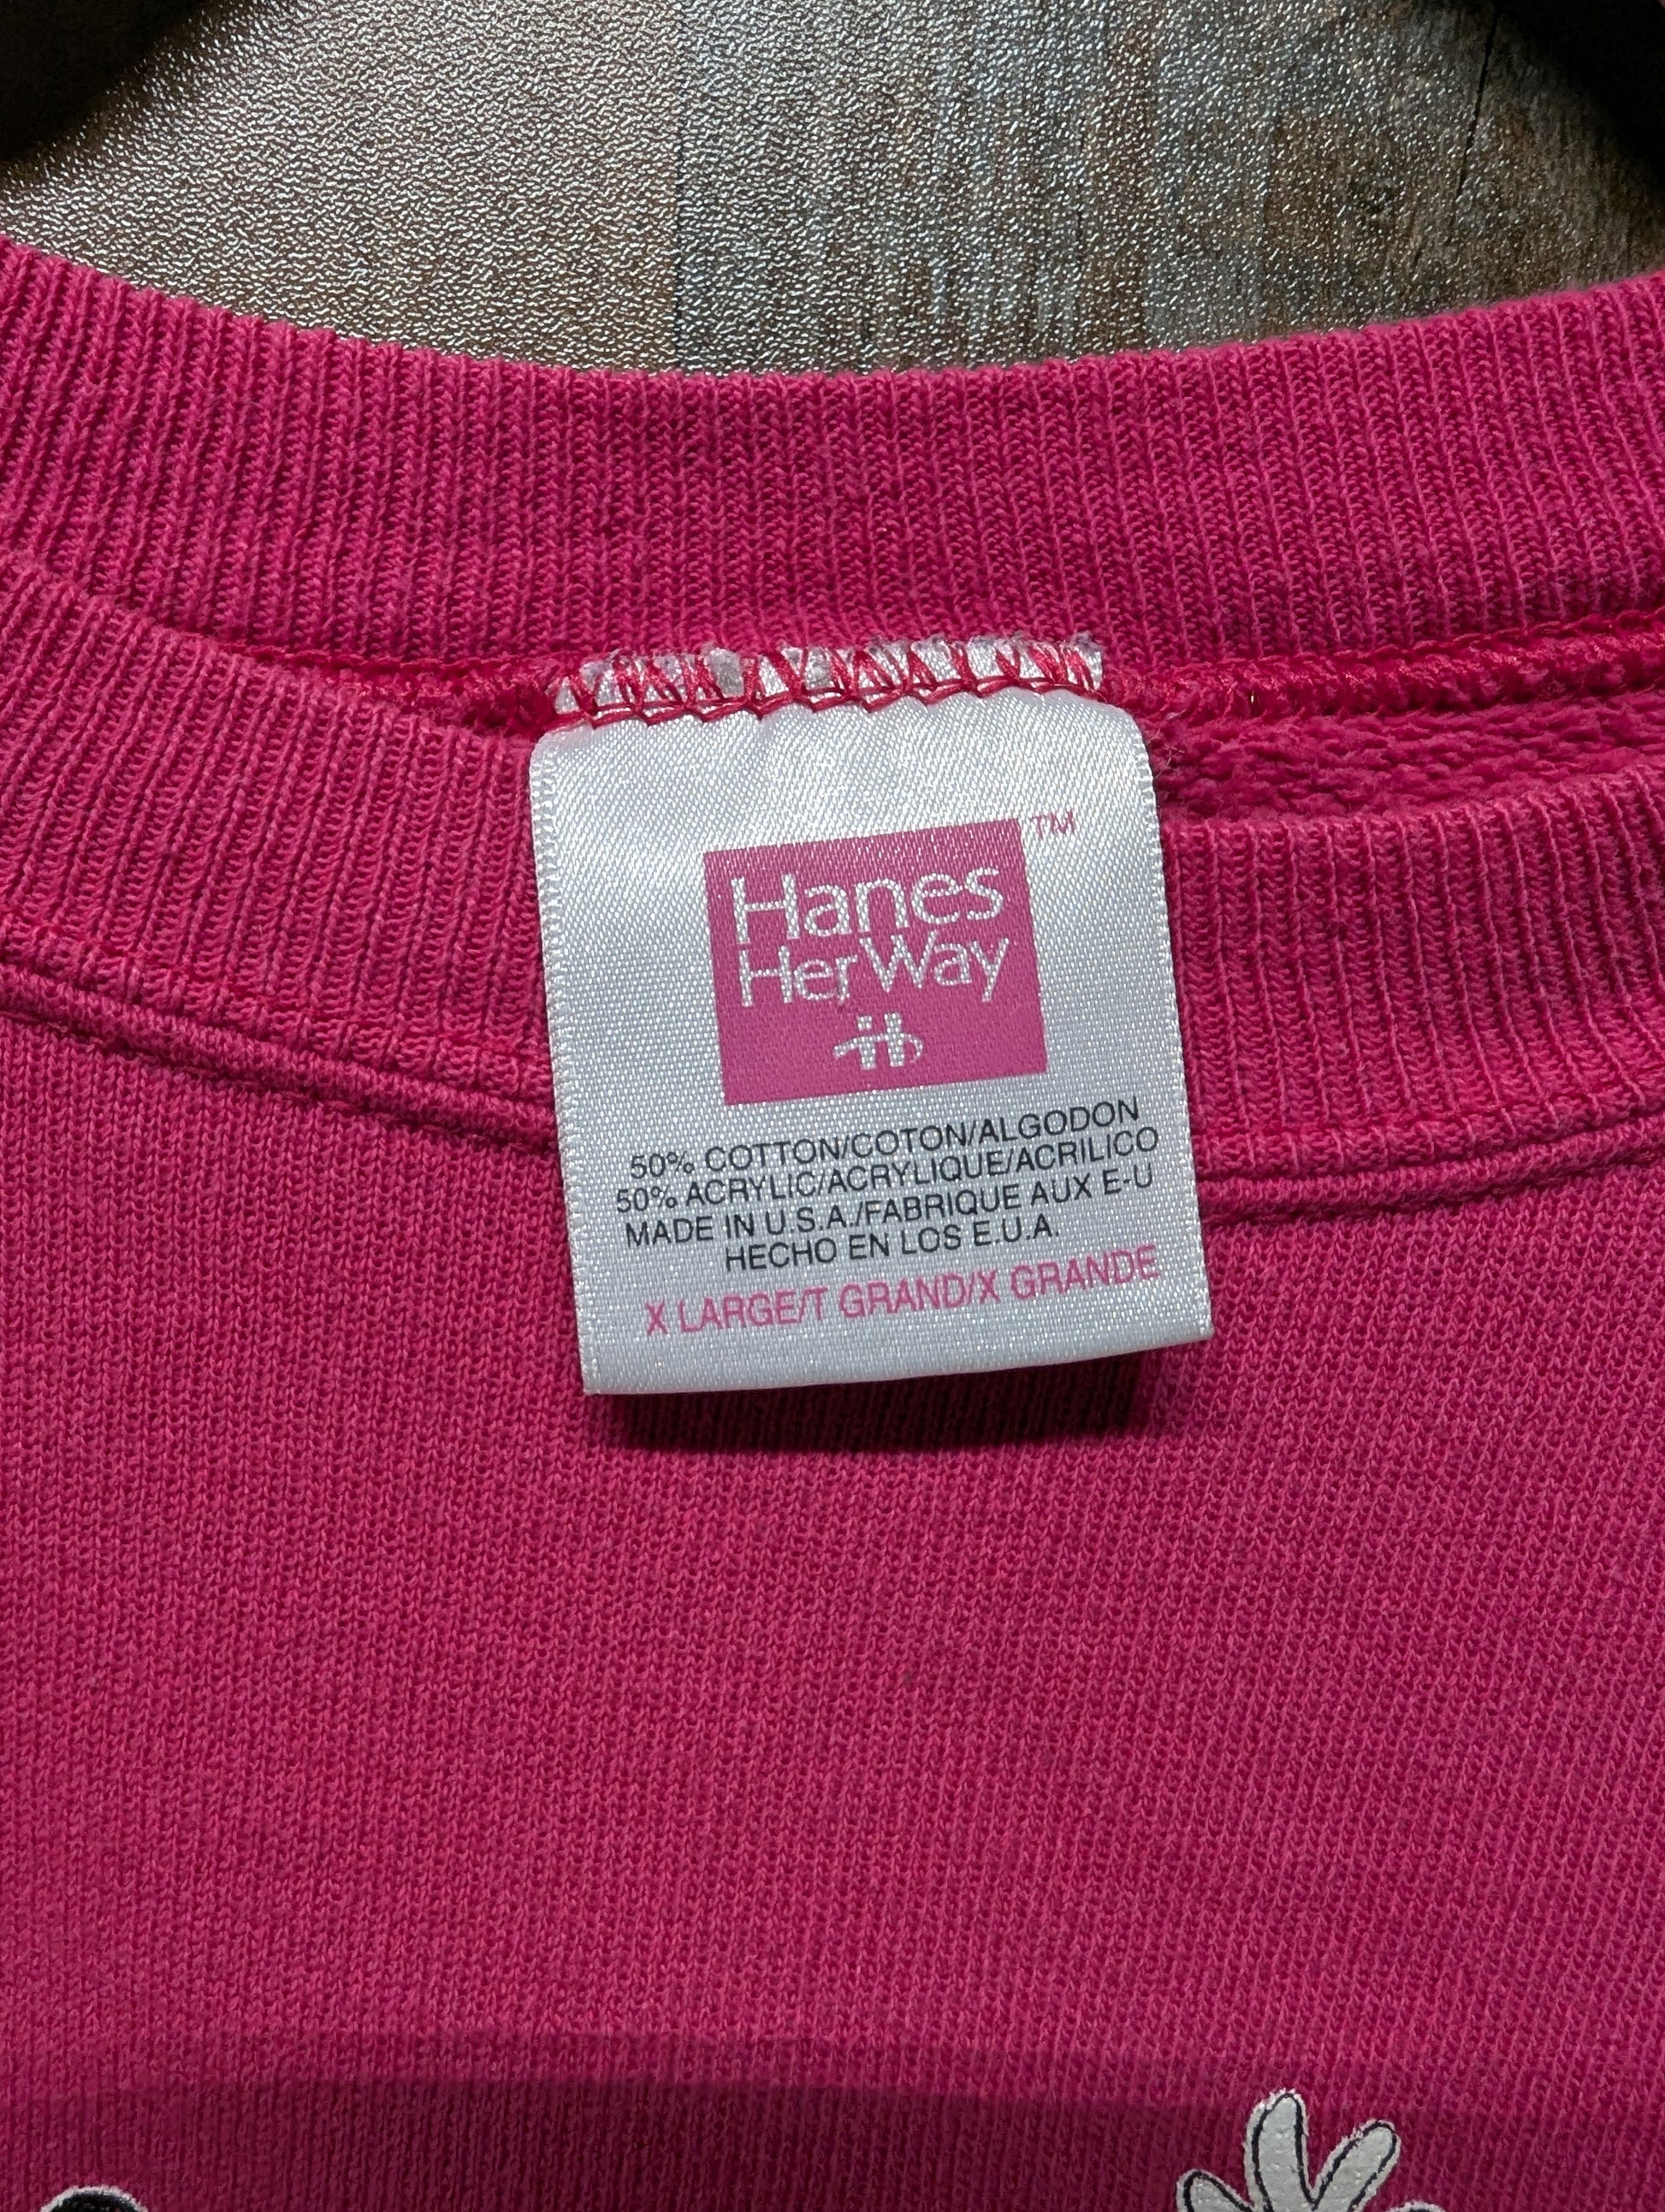 Hanes
Her Way
TM
50% COTTON/COTON/ALGODON
50% ACRYLIC/ACRYLIQUE/ACRILICO
MADE IN U.S.A./FABRIQUE AUX E-U
HECHO EN LOS E.U.A.
X LARGE/T GRAND/X GRANDE